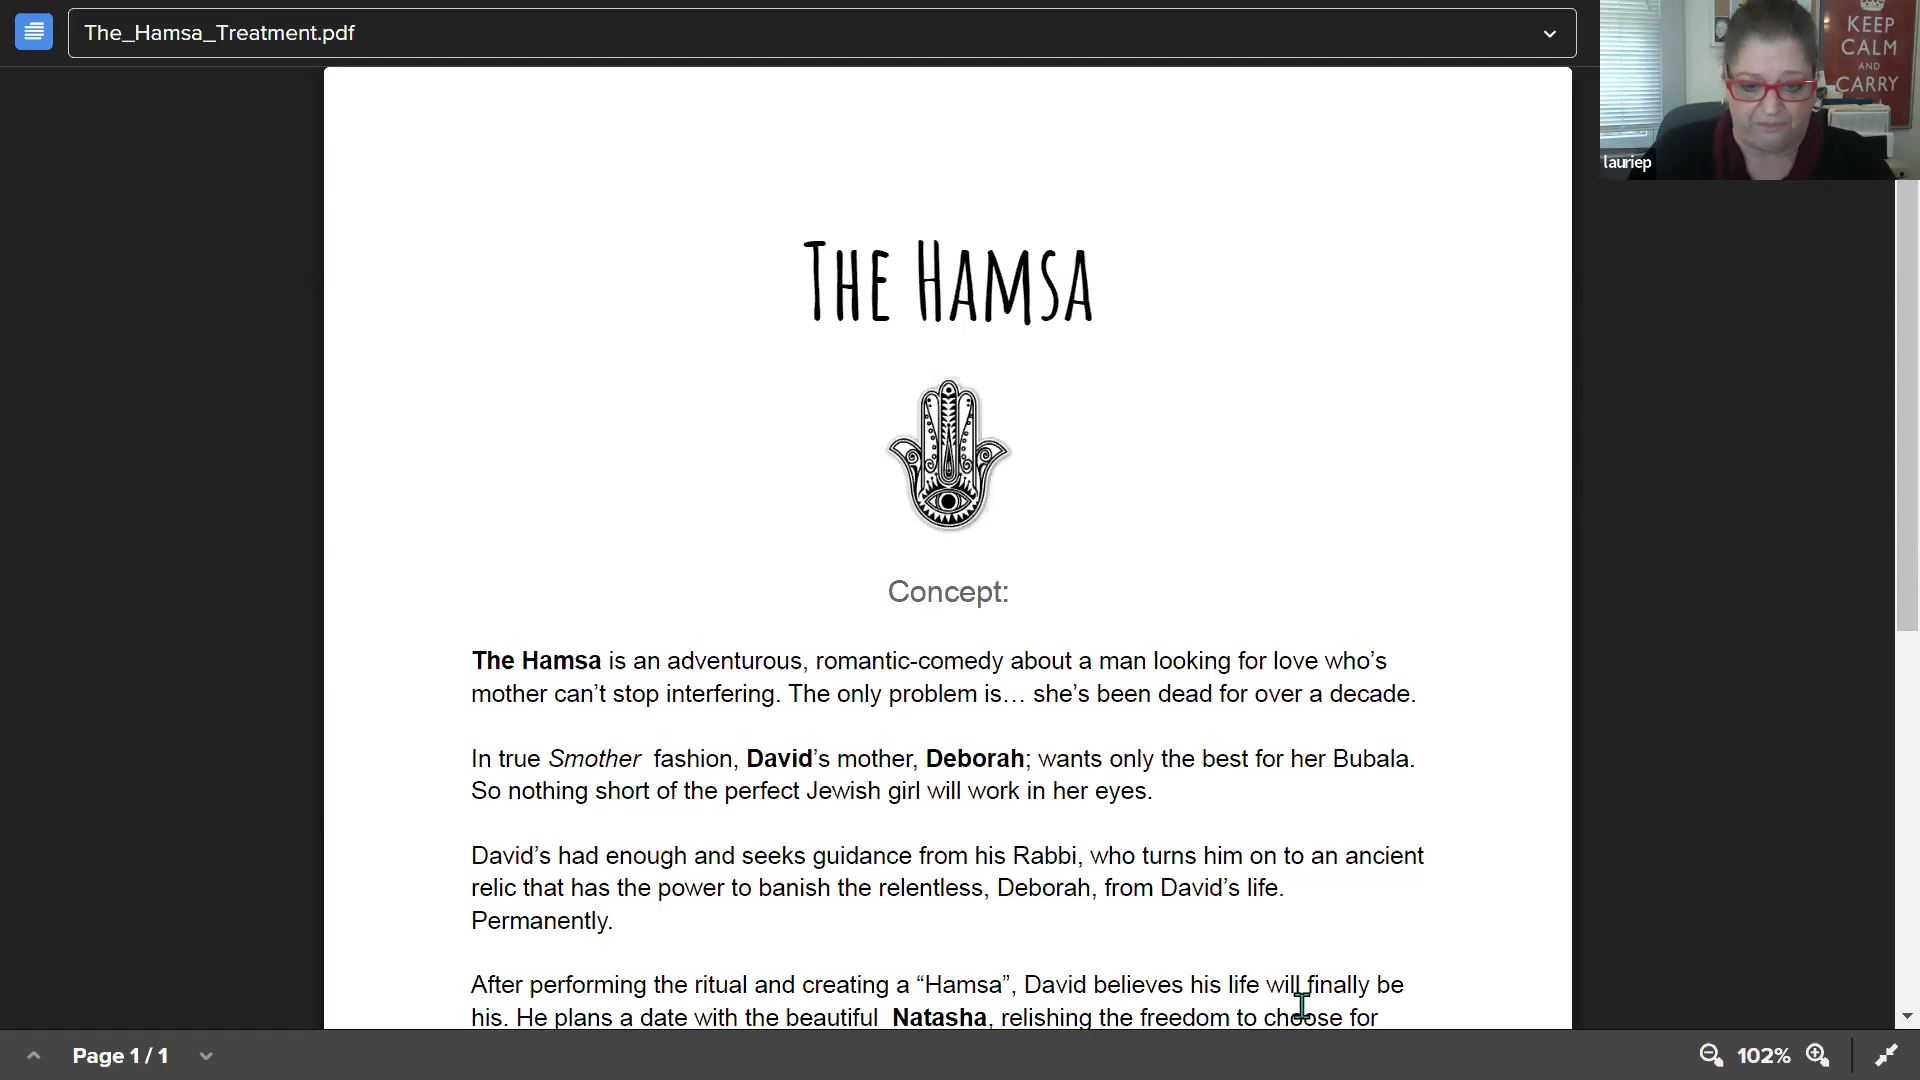 The_Hamsa_Treatment.pdf
KEEP
CALM
AND
CARRY
lauriep
THE HAMSA
Concept:
The Hamsa is an adventurous, romantic-comedy about a man looking for love who’s
mother can’t stop interfering. The only problem is… she’s been dead for over a decade.
In true Smother fashion, David’s mother, Deborah; wants only the best for her Bubala.
So nothing short of the perfect Jewish girl will work in her eyes.
David’s had enough and seeks guidance from his Rabbi, who turns him on to an ancient
relic that has the power to banish the relentless, Deborah, from David’s life.
Permanently.
After performing the ritual and creating a “Hamsa”, David believes his life will finally be
his. He plans a date with the beautiful Natasha, relishing the freedom to choose for
Page 1 / 1
102%